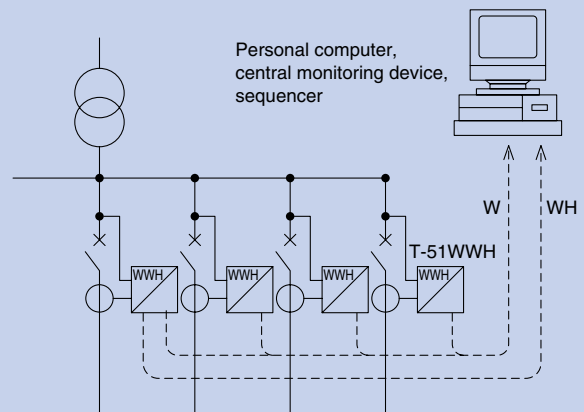 Personal computer,
central monitoring device,
sequencer
W
WH
T-51WWH
WWH
WWH
WWH
WWH